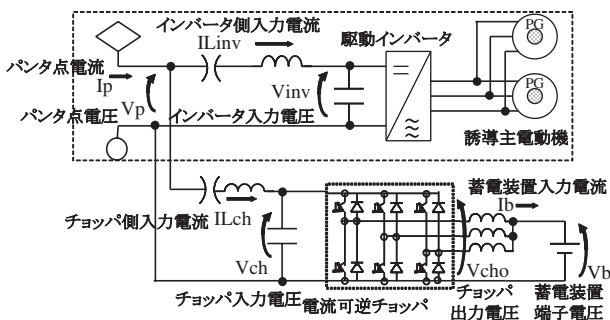 インバータ側入力電流
ILinv
駆動インバータ
PG
パンタ点電流
Ip
Vp
Vinv
PG
パンタ点電圧
インバータ入力電圧
誘導主電動機
蓄電装置入力電流
Ib
チョッパ側入力電流
ILch
Vch
Vcho
Vb
チョッパ入力電圧
電流可逆チョッパ
チョッパ
出力電圧
蓄電装置
端子電圧